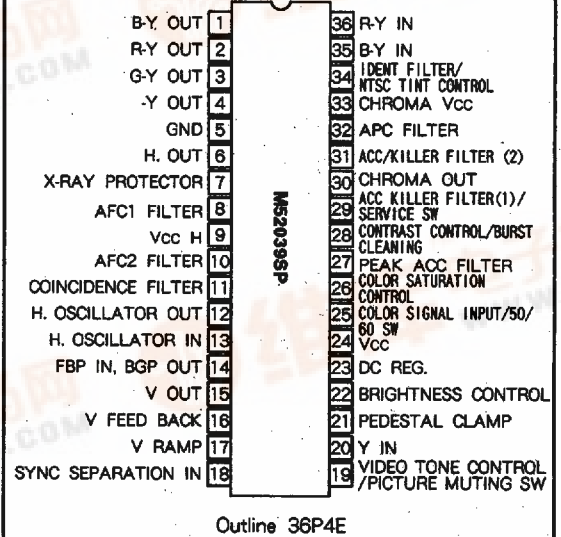 B-Y OUT 1
R-Y OUT 2
G-Y OUT 3
-Y OUT 4
GND 5
H. OUT 6
X-RAY PROTECTOR 7
AFC1 FILTER 8
Vcc H 9
AFC2 FILTER 10
COINCIDENCE FILTER 11
H. OSCILLATOR OUT 12
H. OSCILLATOR IN 13
FBP IN, BGP OUT 14
V OUT 15
V FEED BACK 16
V RAMP 17
SYNC SEPARATION IN 18
M52039SP
36 R-Y IN
35 B-Y IN
34 IDENT FILTER/
NTSC TINT CONTROL
33 CHROMA Vcc
32 APC FILTER
31 ACC/KILLER FILTER (2)
30 CHROMA OUT
29 ACC KILLER FILTER(1)/
SERVICE SW
28 CONTRAST CONTROL/BURST
CLEANING
27 PEAK ACC FILTER
26 COLOR SATURATION
CONTROL
25 COLOR SIGNAL INPUT/50/
60 SW
24 Vcc
23 DC REG.
22 BRIGHTNESS CONTROL
21 PEDESTAL CLAMP
20 Y IN
19 VIDEO TONE CONTROL
/PICTURE MUTING SW
Outline 36P4E
.COM
.COM